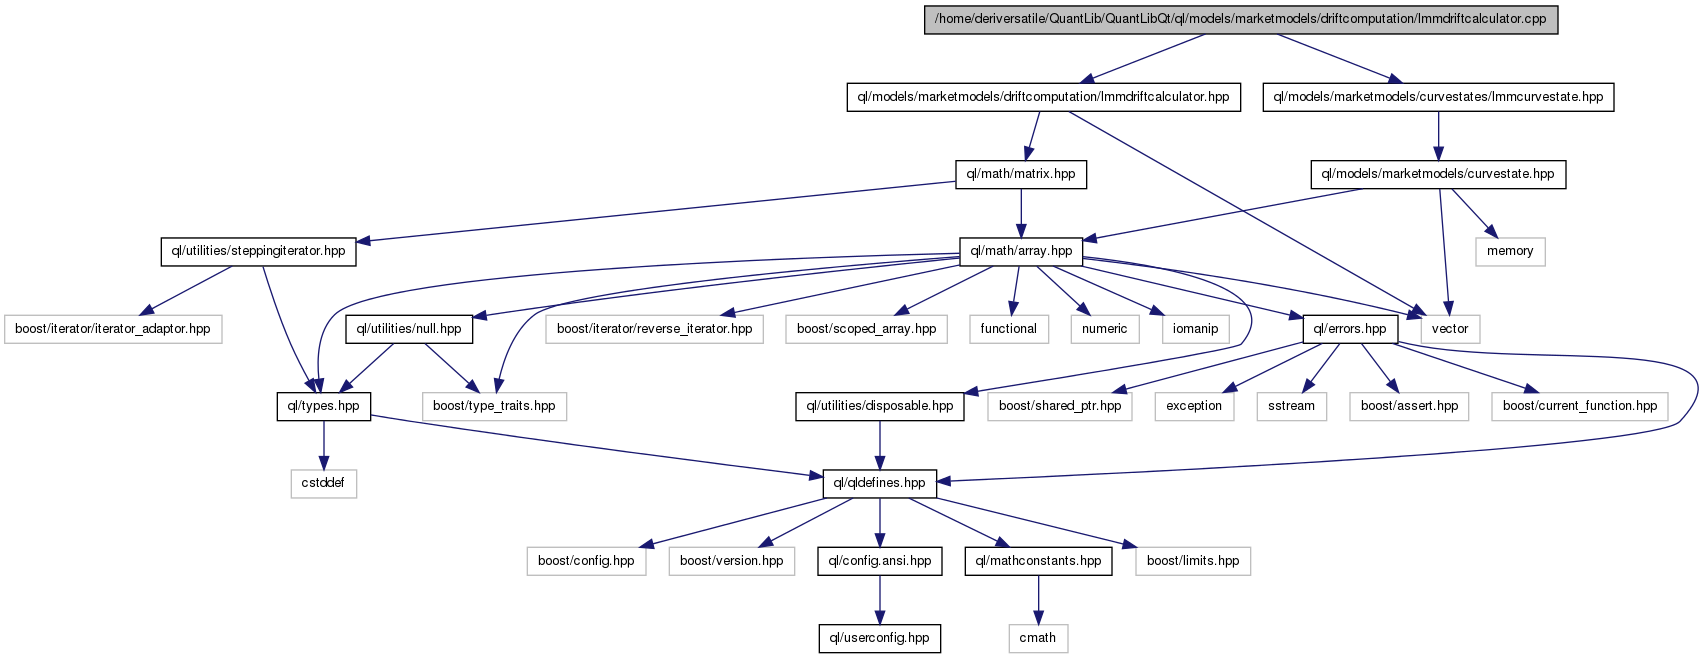 /home/deriversatile/QuantLib/QuantLibQt/ql/models/marketmodels/driftcomputation/lmmdriftcalculator.cpp
ql/models/marketmodels/driftcomputation/lmmdriftcalculator.hpp
ql/models/marketmodels/curvestates/lmmcurvestate.hpp
ql/math/matrix.hpp
ql/models/marketmodels/curvestate.hpp
ql/utilities/steppingiterator.hpp
ql/math/array.hpp
memory
boost/iterator/iterator_adaptor.hpp
ql/utilities/null.hpp
boost/iterator/reverse_iterator.hpp
boost/scoped_array.hpp
functional
numeric
iomanip
ql/errors.hpp
vector
ql/types.hpp
boost/type_traits.hpp
ql/utilities/disposable.hpp
boost/shared_ptr.hpp
exception
sstream
boost/assert.hpp
boost/current_function.hpp
cstddef
ql/qldefines.hpp
boost/config.hpp
boost/version.hpp
ql/config.ansi.hpp
ql/mathconstants.hpp
boost/limits.hpp
ql/userconfig.hpp
cmath